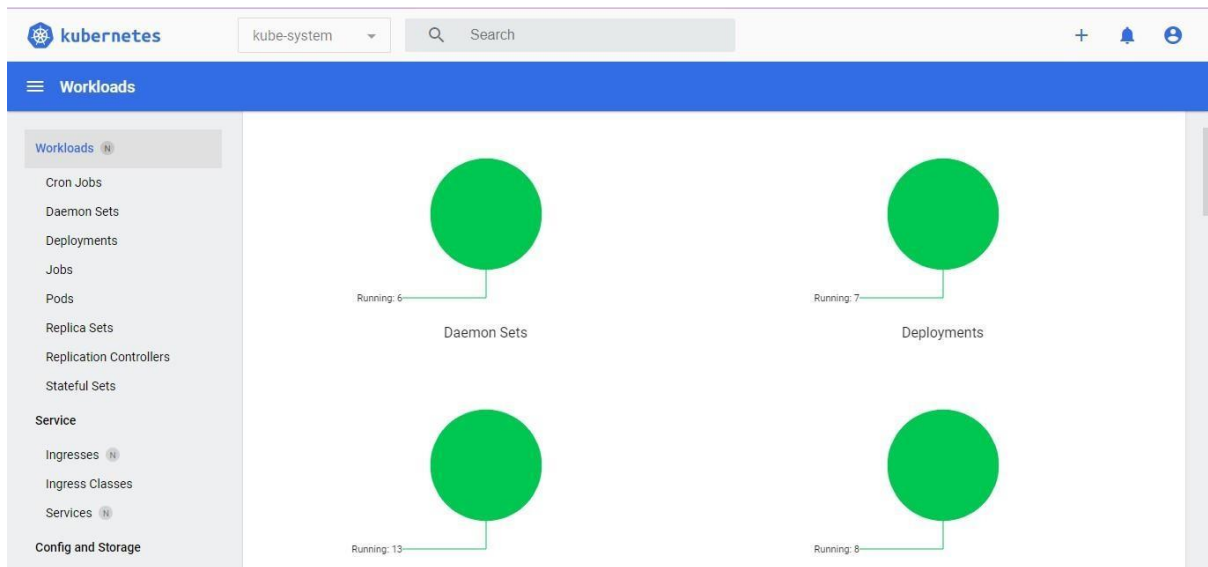 kubernetes
kube-system
Search
Workloads
Workloads N
Cron Jobs
Daemon Sets
Deployments
Jobs
Pods
Replica Sets
Replication Controllers
Stateful Sets
Service
Ingresses N
Ingress Classes
Services N
Config and Storage
Running: 6
Daemon Sets
Running: 7
Deployments
Running: 13
Running: 8